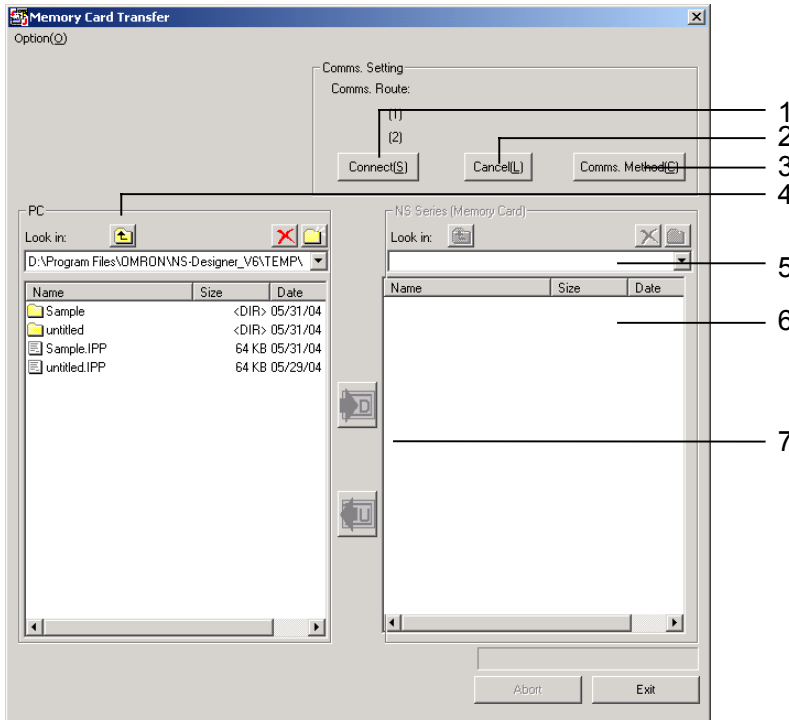 Memory Card Transfer
Option(O)
Comms. Setting
Comms. Route:
(1)
(2)
Connect(S) Cancel(L) Comms. Method(C)
1
2
3
4
PC
Look in:
D:\Program Files\OMRON\NS-Designer_V6\TEMP\
Name Size Date
Sample <DIR> 05/31/04
untitled <DIR> 05/31/04
Sample.IPP 64 KB 05/31/04
untitled.IPP 64 KB 05/29/04
D
U
NS Series (Memory Card)
Look in:
5
Name Size Date
6
7
Abort Exit